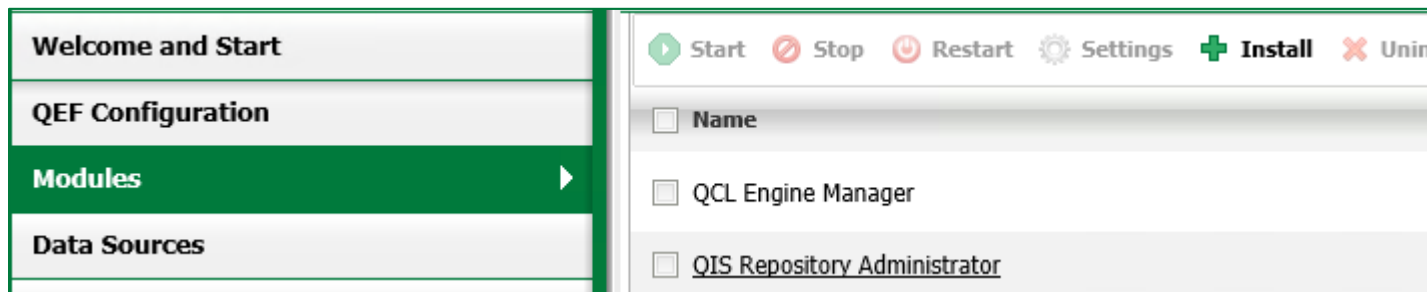 Welcome and Start
QEF Configuration
Modules
Data Sources
Start Stop Restart Settings Install
Name
QCL Engine Manager
QIS Repository Administrator